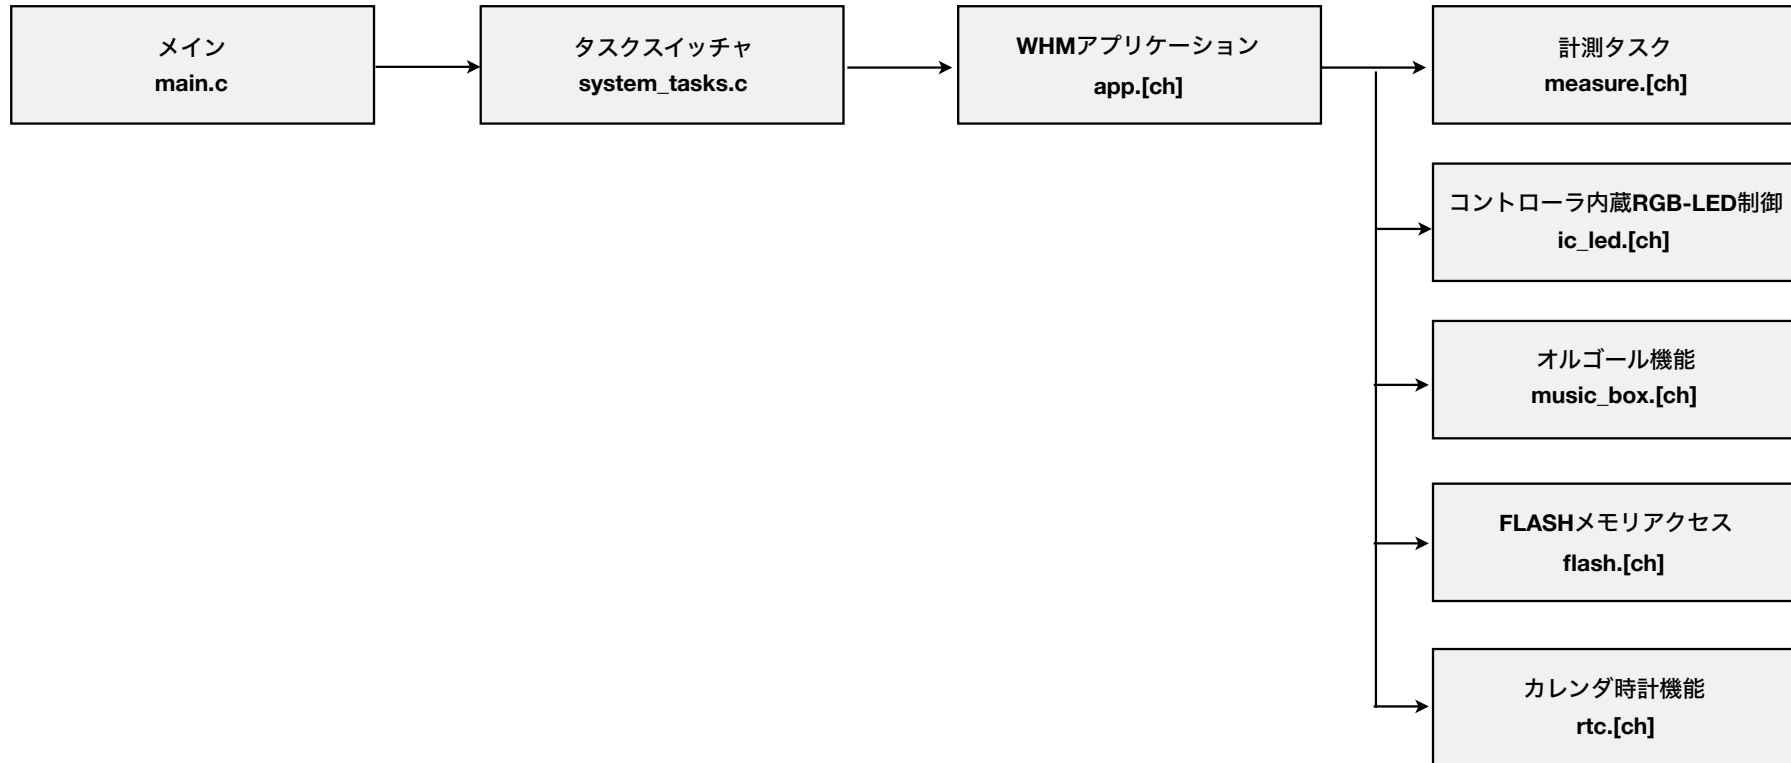 メイン
main.c
タスクスイッチャ
system_tasks.c
WHMアプリケーション
app.[ch]
計測タスク
measure.[ch]
コントローラ内蔵RGB-LED制御
ic_led.[ch]
オルゴール機能
music_box.[ch]
FLASHメモリアクセス
flash.[ch]
カレンダ時計機能
rtc.[ch]